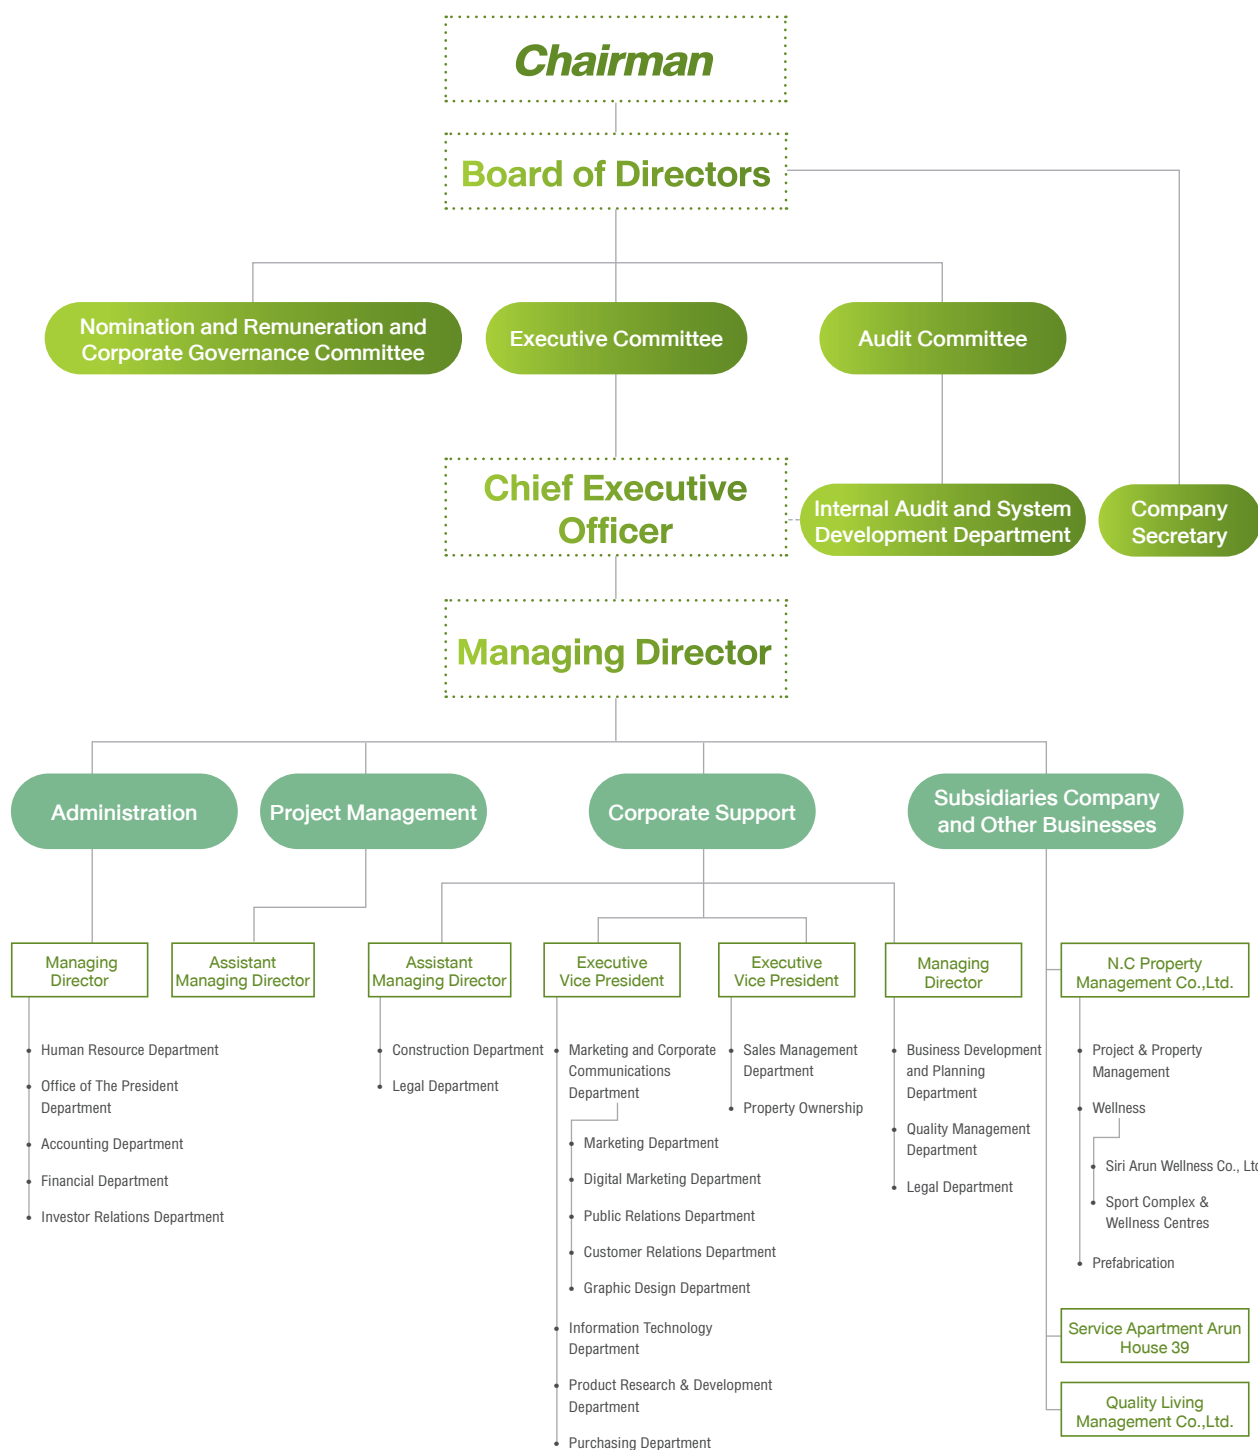 Chairman
Board of Directors
Nomination and Remuneration and
Corporate Governance Committee
Executive Committee
Audit Committee
Chief Executive
Officer
Internal Audit and System
Development Department
Company
Secretary
Managing Director
Administration
Project Management
Corporate Support
Subsidiaries Company
and Other Businesses
Managing
Director
Human Resource Department
Office of The President
Department
Accounting Department
Financial Department
Investor Relations Department
Assistant
Managing Director
Assistant
Managing Director
Construction Department
Legal Department
Executive
Vice President
Marketing and Corporate
Communications
Department
Marketing Department
Digital Marketing Department
Public Relations Department
Customer Relations Department
Graphic Design Department
Information Technology
Department
Product Research & Development
Department
Purchasing Department
Executive
Vice President
Sales Management
Department
Property Ownership
Managing
Director
Business Development
and Planning
Department
Quality Management
Department
Legal Department
N.C Property
Management Co.,Ltd.
Project & Property
Management
Wellness
Siri Arun Wellness Co., Ltd
Sport Complex &
Wellness Centres
Prefabrication
Service Apartment Arun
House 39
Quality Living
Management Co.,Ltd.